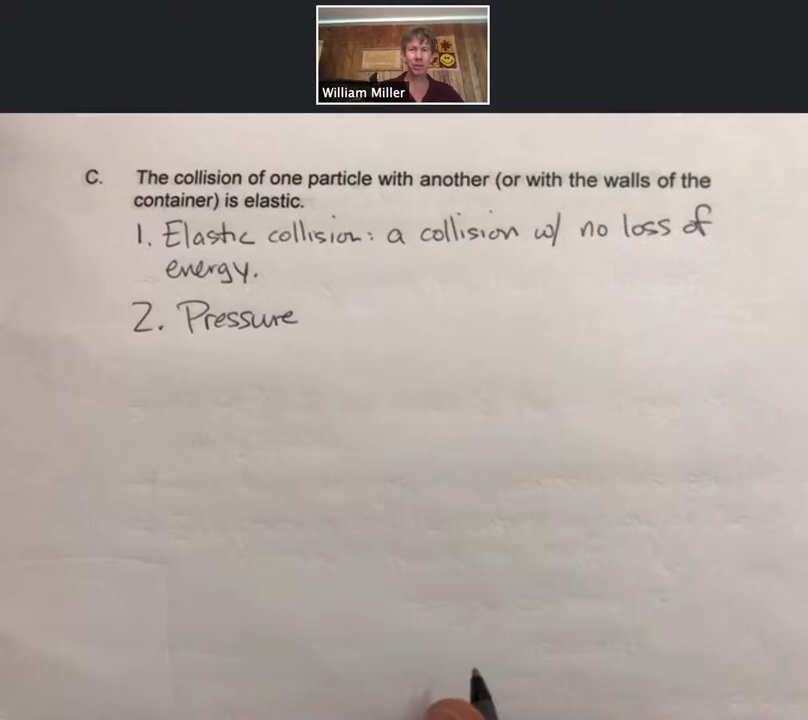 William Miller
C. The collision of one particle with another (or with the walls of the
container) is elastic.
1. Elastic collision: a collision w/ no loss of
energy.
2. Pressure